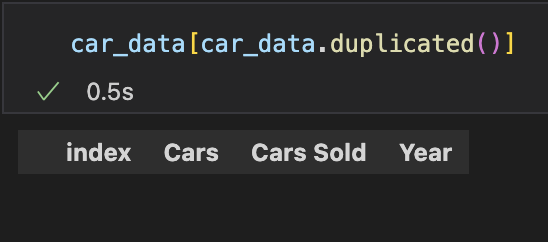 car_data[car_data.duplicated()]
0.5s
index Cars Cars Sold Year